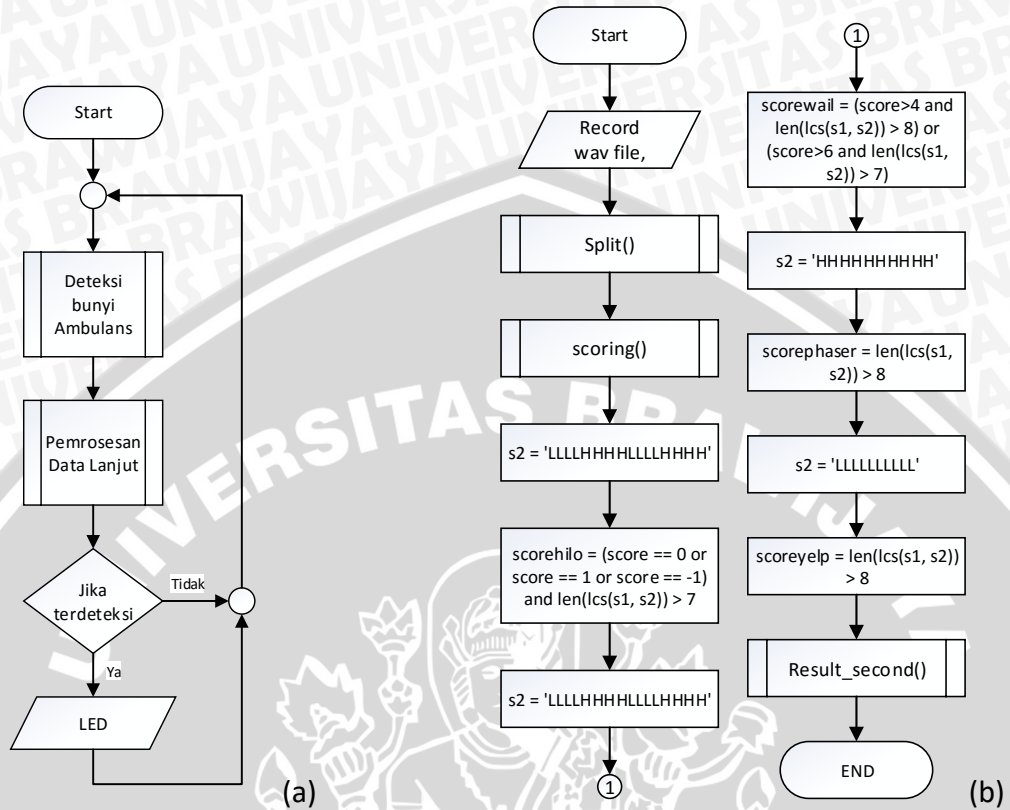 Start
Deteksi
bunyi
Ambulans
Pemrosesan
Data Lanjut
Jika
terdeteksi
Tidak
Ya
LED
(a)
Start
Record
wav file,
Split()
scoring()
s2 = 'LLLLHHHHLLLLHHHH'
scorehilo = (score == 0 or
score == 1 or score == -1)
and len(lcs(s1, s2)) > 7
s2 = 'LLLLHHHHLLLLHHHH'
1
1
scorewail = (score>4 and
len(lcs(s1, s2)) > 8) or
(score>6 and len(lcs(s1,
s2)) > 7)
s2 = 'HHHHHHHHHH'
scorephaser = len(lcs(s1,
s2)) > 8
s2 = 'LLLLLLLLLL'
scoreyelp = len(lcs(s1, s2))
> 8
Result_second()
END
(b)
UNIVERSITAS BRAWIJAYA